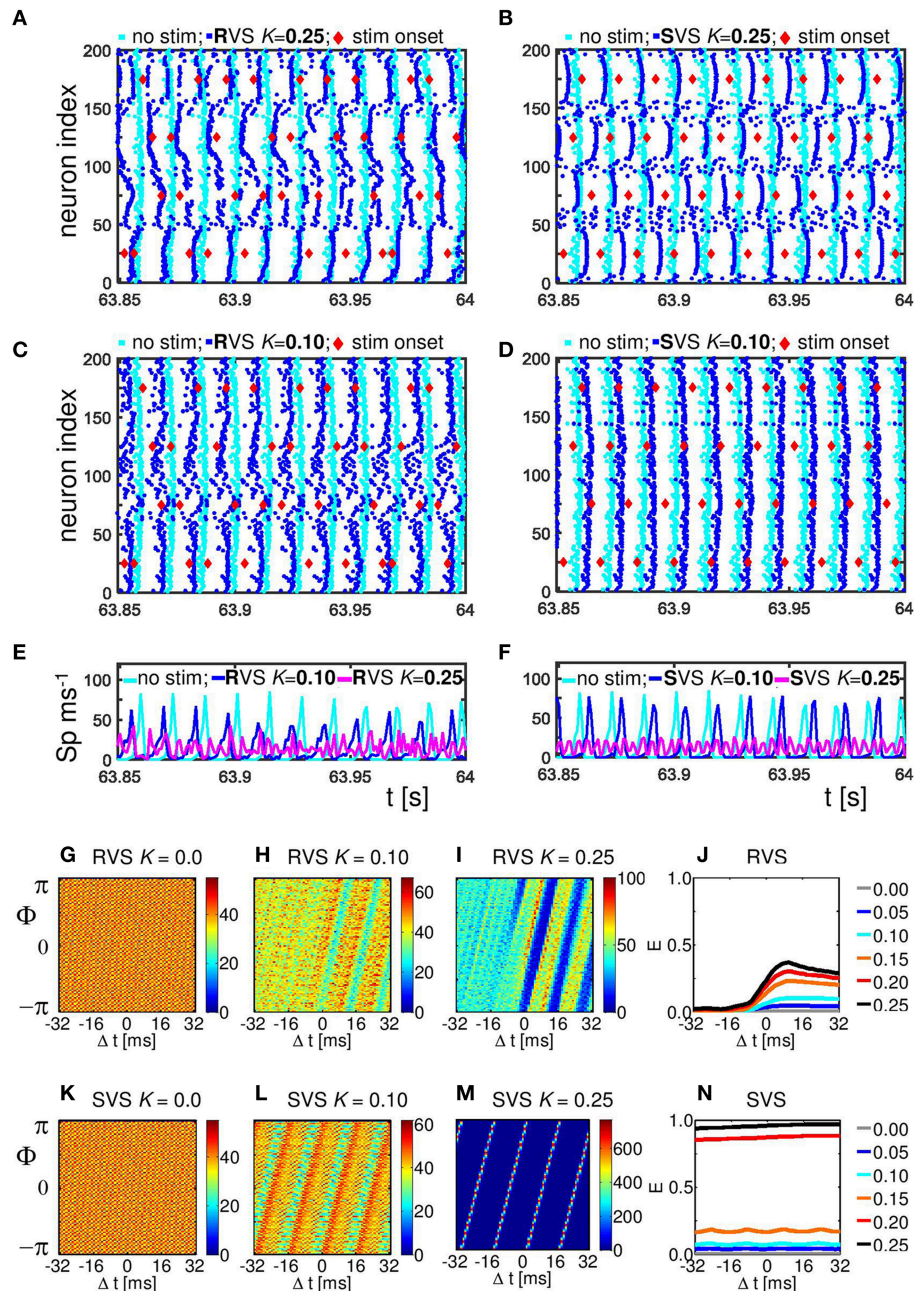 A
B
no stim; RVS K=0.25; stim onset
no stim; SVS K=0.25; stim onset
neuron index
200
150
100
50
0
200
150
100
50
0
63.85 63.9 63.95 64
63.85 63.9 63.95 64
C
D
no stim; RVS K=0.10; stim onset
no stim; SVS K=0.10; stim onset
neuron index
200
150
100
50
0
200
150
100
50
0
63.85 63.9 63.95 64
63.85 63.9 63.95 64
E
F
no stim; RVS K=0.10 RVS K=0.25
no stim; SVS K=0.10 SVS K=0.25
Sp ms-1
100
75
50
25
0
100
75
50
25
0
63.85 63.9 63.95 64
63.85 63.9 63.95 64
t [s]
t [s]
G RVS K = 0.0
H RVS K = 0.10
I RVS K = 0.25
J RVS
π
Φ
0
−π
40
20
0
60
40
20
0
100
50
0
E
1.0
0.5
0.0
0.00
0.05
0.10
0.15
0.20
0.25
-32 -16 0 16 32
-32 -16 0 16 32
-32 -16 0 16 32
-32 -16 0 16 32
Δ t [ms]
Δ t [ms]
Δ t [ms]
Δ t [ms]
K SVS K = 0.0
L SVS K = 0.10
M SVS K = 0.25
N SVS
π
Φ
0
−π
40
20
0
60
40
20
0
600
400
200
0
E
1.0
0.5
0.0
0.00
0.05
0.10
0.15
0.20
0.25
-32 -16 0 16 32
-32 -16 0 16 32
-32 -16 0 16 32
-32 -16 0 16 32
Δ t [ms]
Δ t [ms]
Δ t [ms]
Δ t [ms]